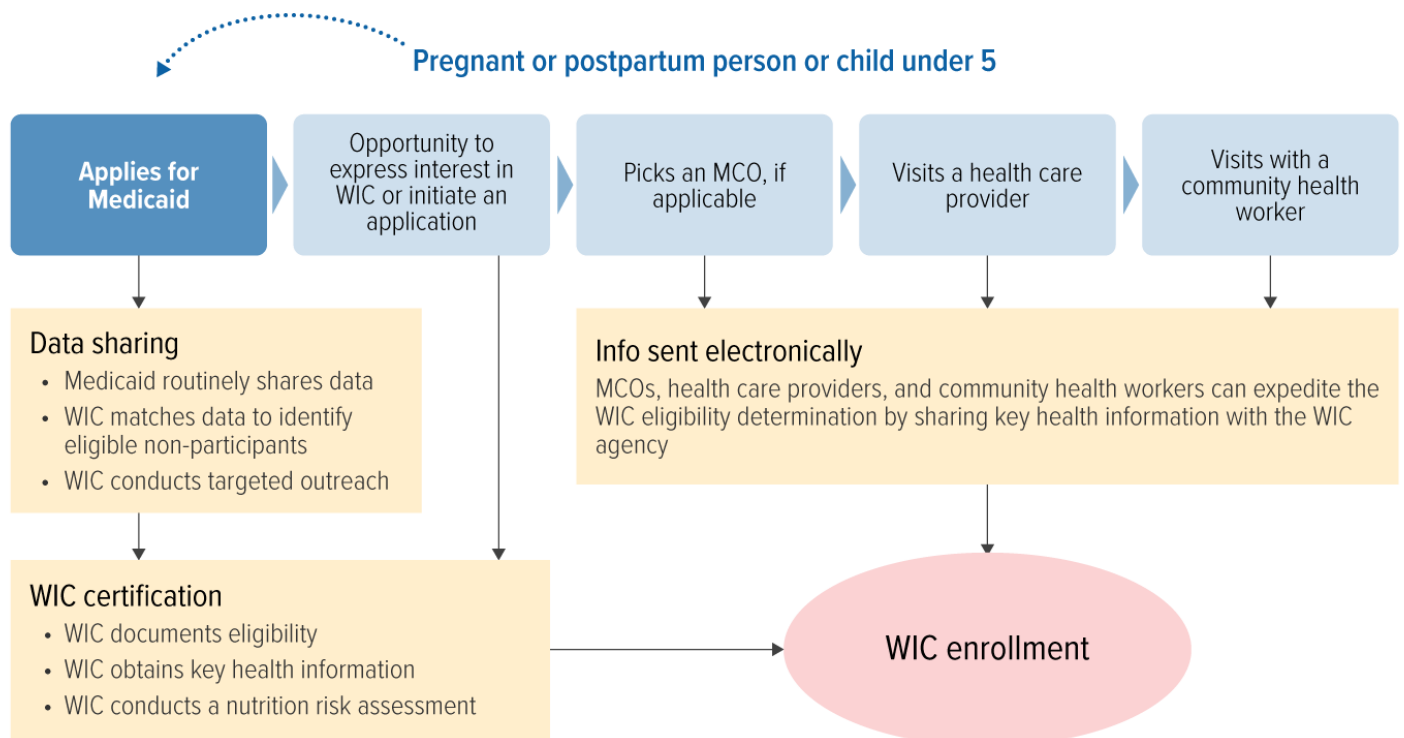 Pregnant or postpartum person or child under 5
Applies for
Medicaid
Opportunity to
express interest in
WIC or initiate an
application
Picks an MCO, if
applicable
Visits a health care
provider
Visits with a
community health
worker
Data sharing
• Medicaid routinely shares data
• WIC matches data to identify
eligible non-participants
• WIC conducts targeted outreach
Info sent electronically
MCOs, health care providers, and community health workers can expedite the
WIC eligibility determination by sharing key health information with the WIC
agency
WIC certification
• WIC documents eligibility
• WIC obtains key health information
• WIC conducts a nutrition risk assessment
WIC enrollment